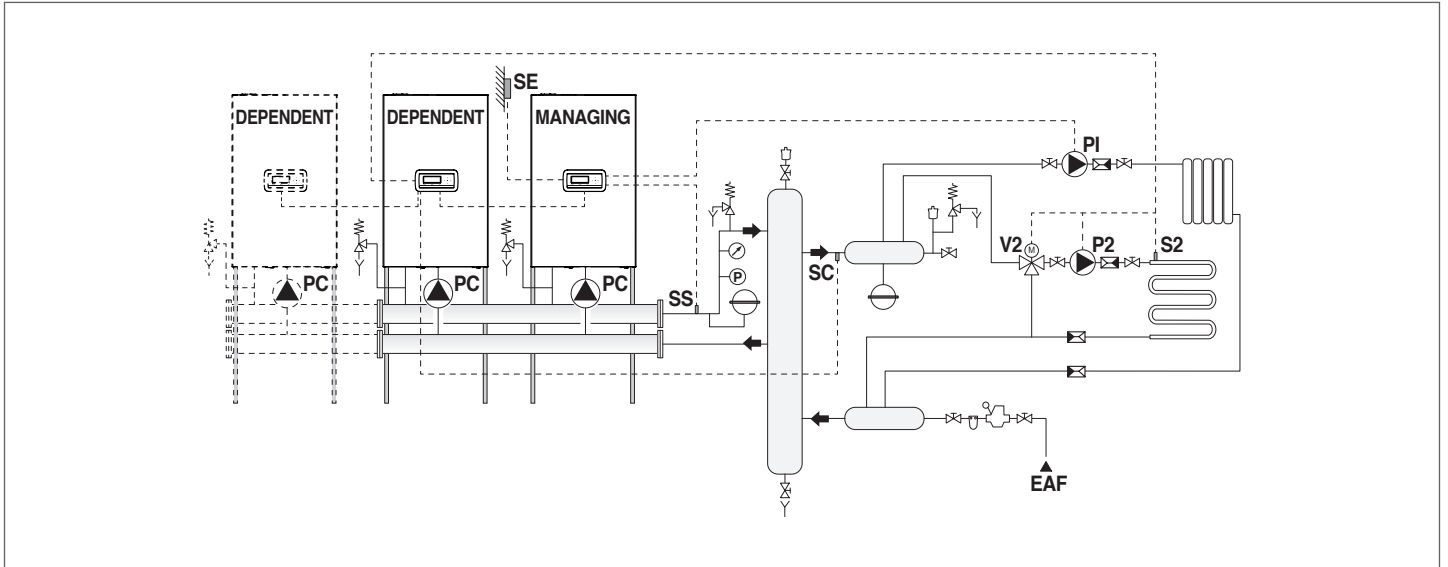 SE
DEPENDENT
DEPENDENT
MANAGING
PI
V2
M
P2
S2
SC
P
PC
PC
PC
SS
EAF